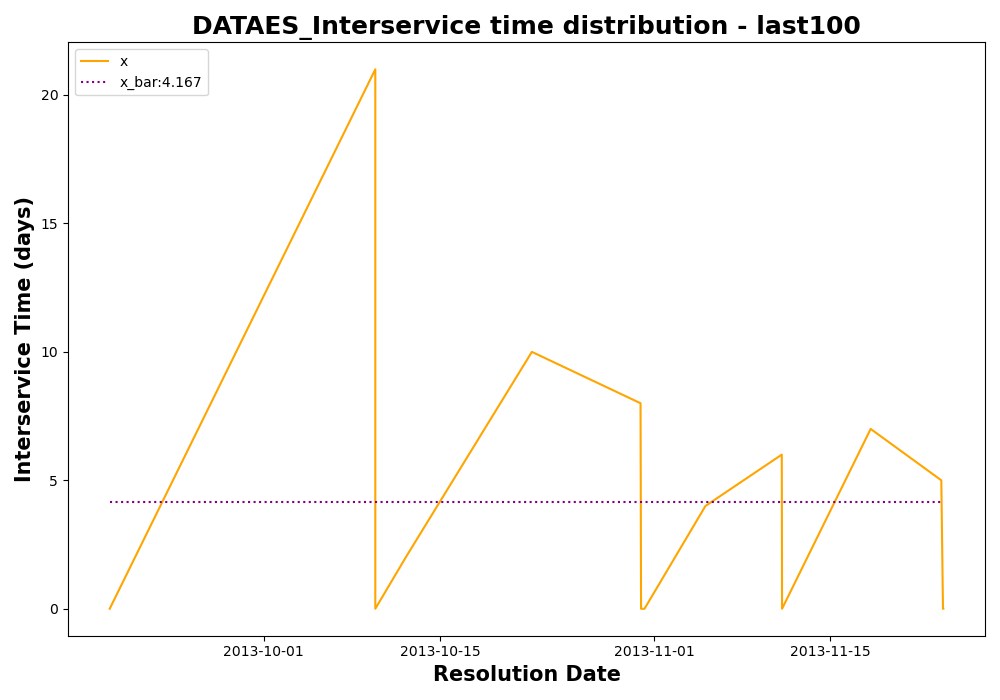 DATAES_Interservice time distribution - last100
x
x_bar:4.167
Interservice Time (days)
20
15
10
5
0
2013-10-01
2013-10-15
2013-11-01
2013-11-15
Resolution Date